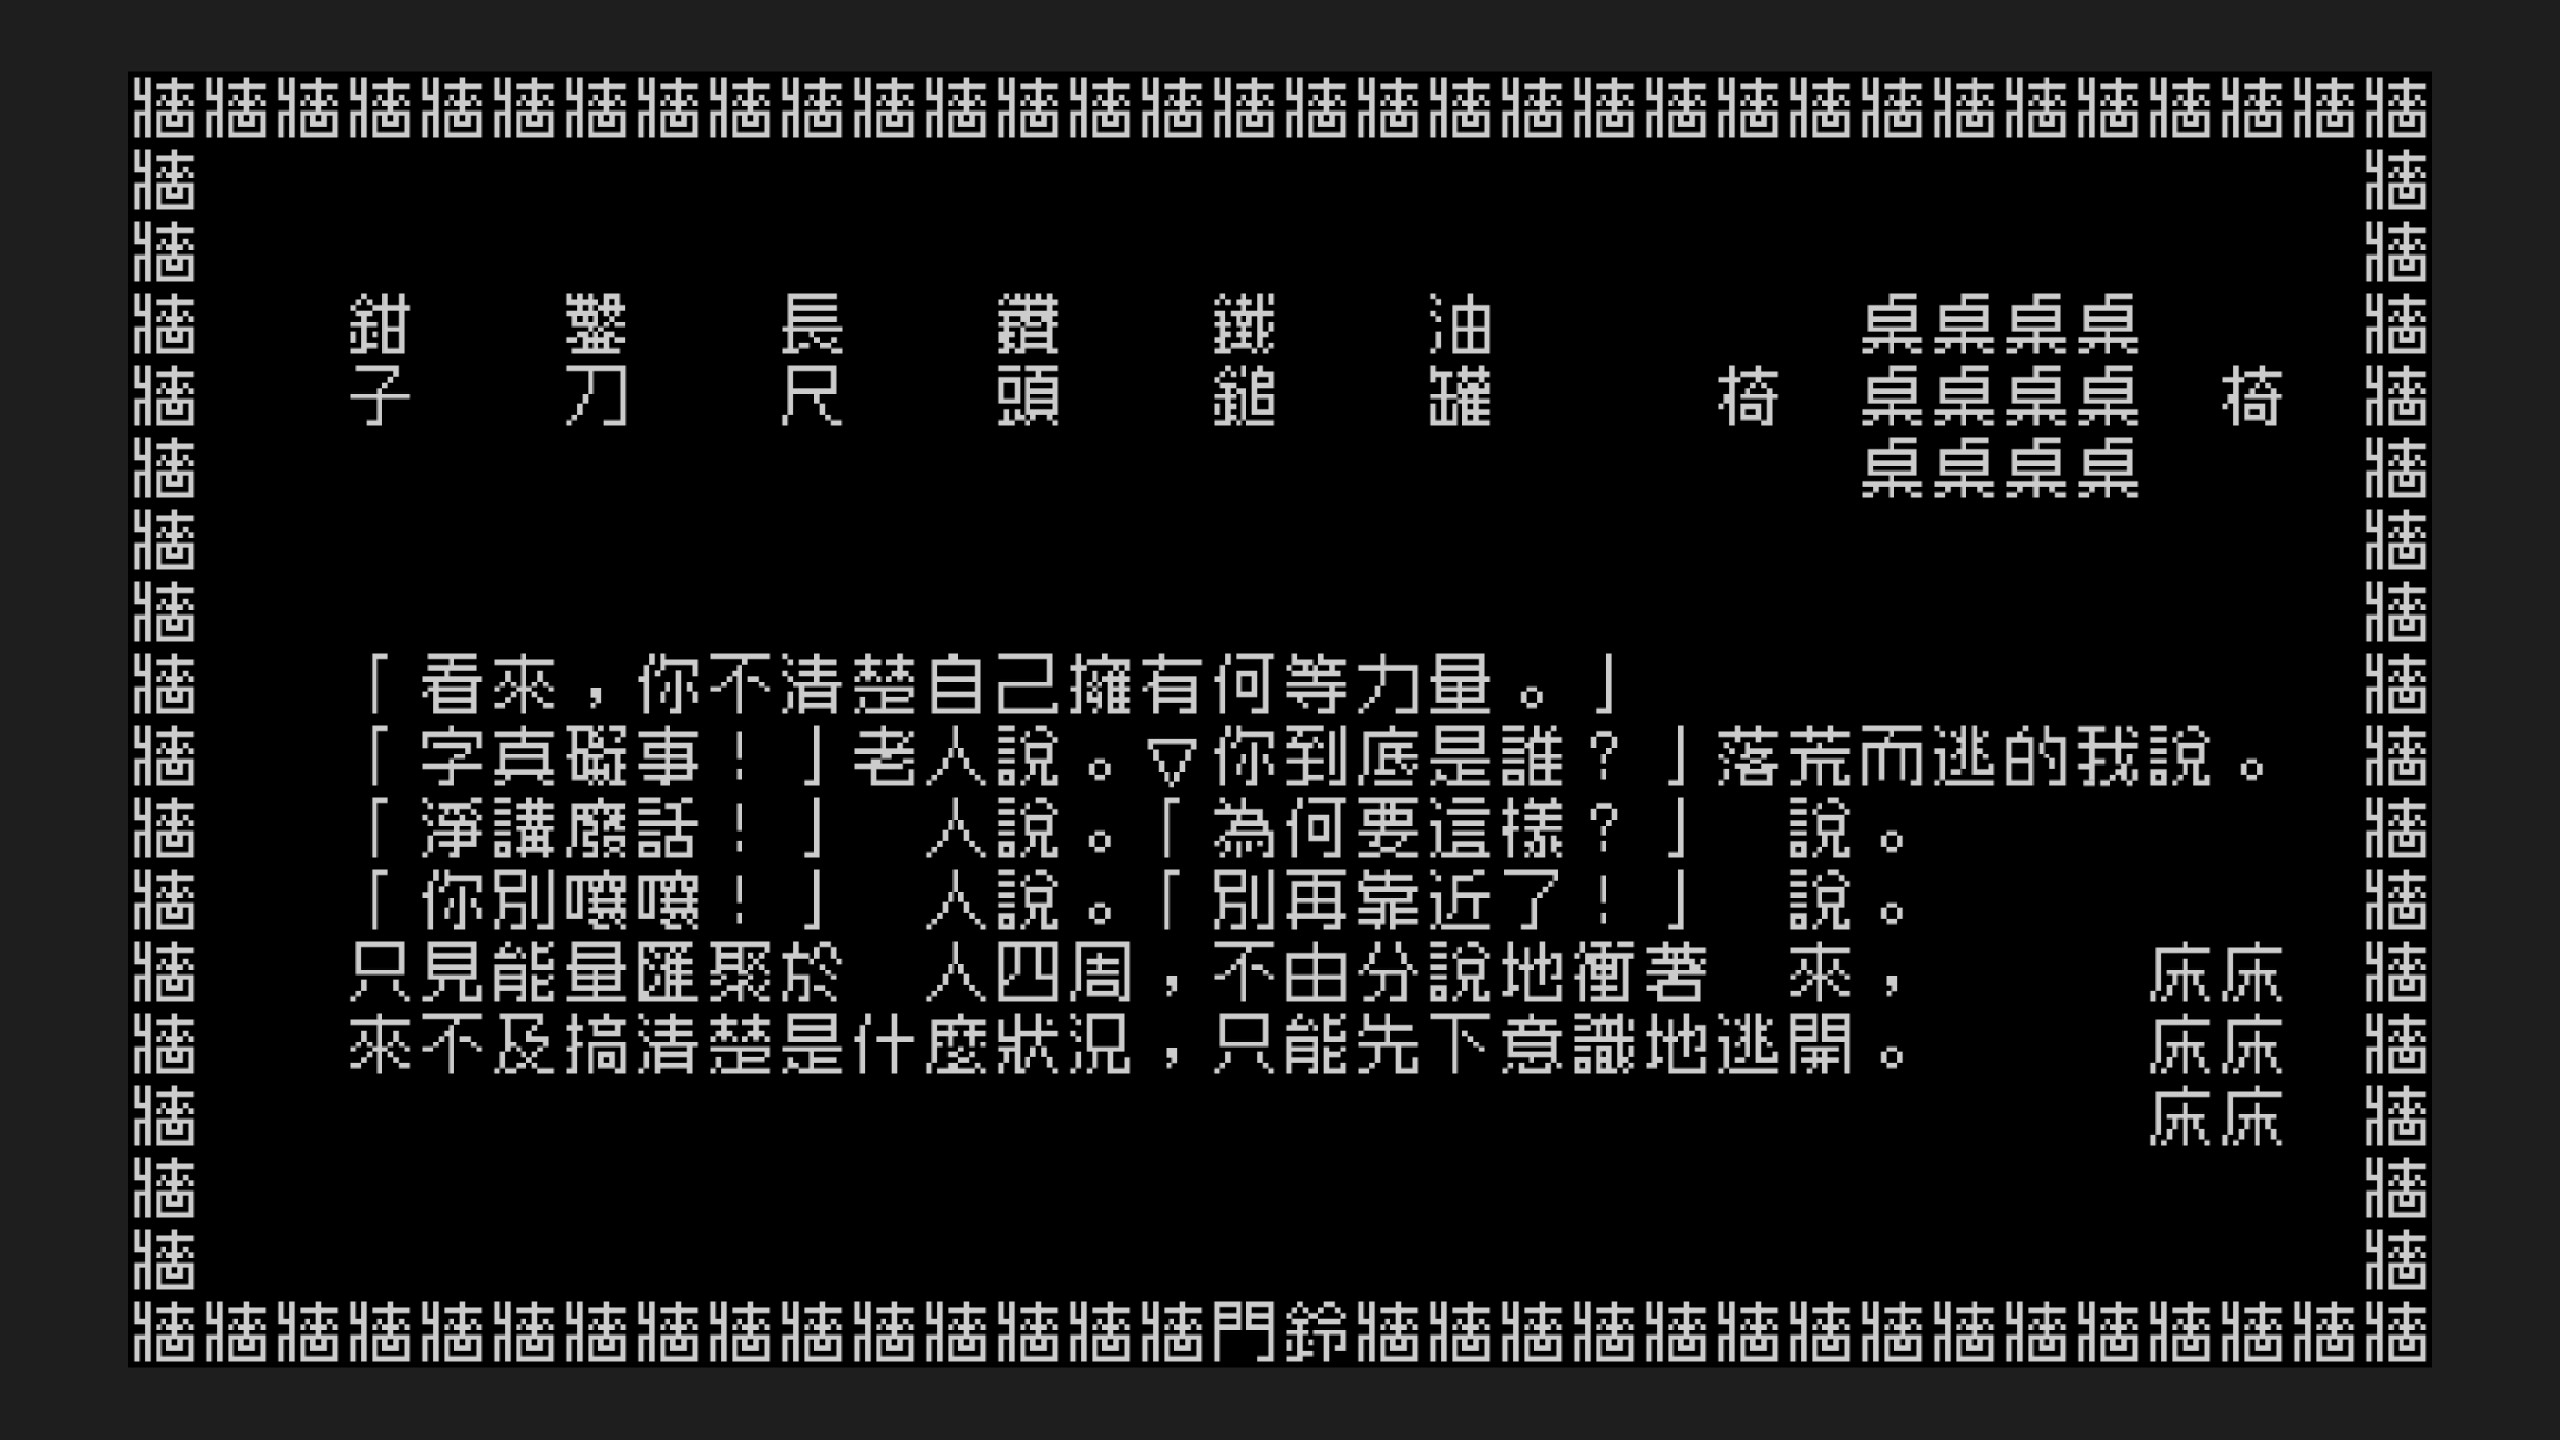 牆牆牆牆牆牆牆牆牆牆牆牆牆牆牆牆牆牆牆牆牆牆牆牆牆牆牆牆牆牆牆牆
牆　　　　　　　　　　　　　　　　　　　　　　　　　　　　　　牆
牆　　　　　　　　　　　　　　　　　　　　　　　　　　　　　　牆
牆　　鉗　　鑿　　長　　鑽　　鐵　　油　　　　　桌桌桌桌　　　牆
牆　　子　　刀　　尺　　頭　　鎚　　罐　　　椅　桌桌桌桌　椅　牆
牆　　　　　　　　　　　　　　　　　　　　　　　桌桌桌桌　　　牆
牆　　　　　　　　　　　　　　　　　　　　　　　　　　　　　　牆
牆　　　　　　　　　　　　　　　　　　　　　　　　　　　　　　牆
牆　　「看來，你不清楚自己擁有何等力量。」　　　　　　　　　　牆
牆　　「字真礙事！」老人說。▽你到底是誰？」落荒而逃的我說。　牆
牆　　「淨講廢話！」　人說。「為何要這樣？」　說。　　　　　　牆
牆　　「你別嚷嚷！」　人說。「別再靠近了！」　說。　　　　　　牆
牆　　只見能量匯聚於　人四周，不由分說地衝著　來，　　　床床　牆
牆　　來不及搞清楚是什麼狀況，只能先下意識地逃開。　　　床床　牆
牆　　　　　　　　　　　　　　　　　　　　　　　　　　　床床　牆
牆　　　　　　　　　　　　　　　　　　　　　　　　　　　　　　牆
牆　　　　　　　　　　　　　　　　　　　　　　　　　　　　　　牆
牆牆牆牆牆牆牆牆牆牆牆牆牆牆牆門鈴牆牆牆牆牆牆牆牆牆牆牆牆牆牆牆